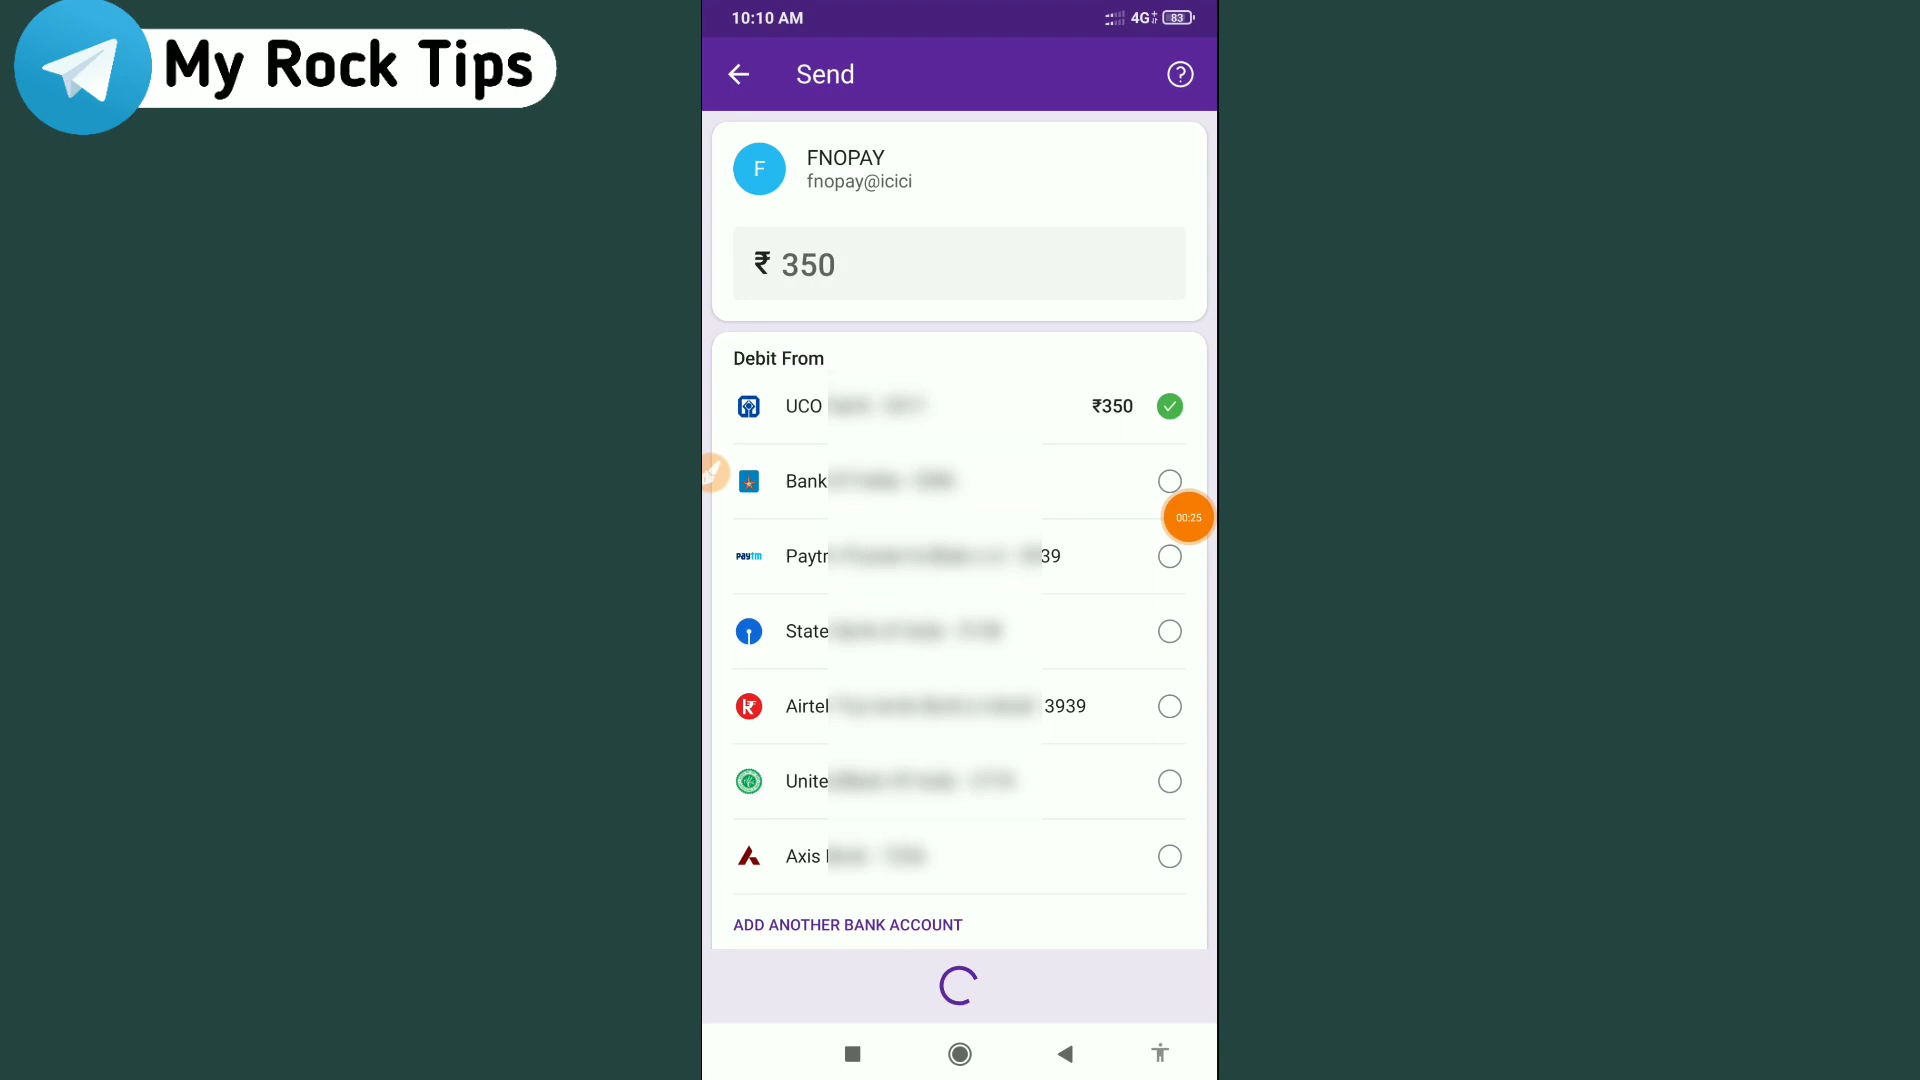 My Rock Tips
10:10 AM
4G+
83
Send
?
F
FNOPAY
fnopay@icici
₹ 350
Debit From
UCO
₹350
Bank
00:25
paytm
39
State
Airtel
3939
Unite
Axis
ADD ANOTHER BANK ACCOUNT